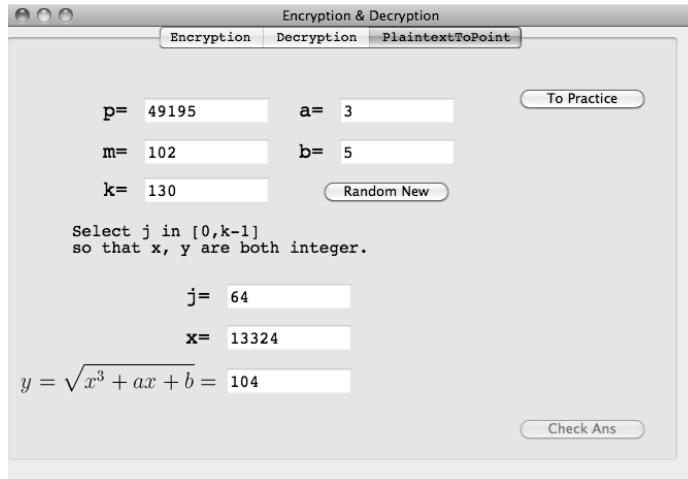 Encryption & Decryption
Encryption Decryption PlaintextToPoint
To Practice
p= 49195 a= 3
m= 102 b= 5
k= 130 Random New
Select j in [0,k-1]
so that x, y are both integer.
j= 64
x= 13324
y = √x³ + ax + b = 104
Check Ans